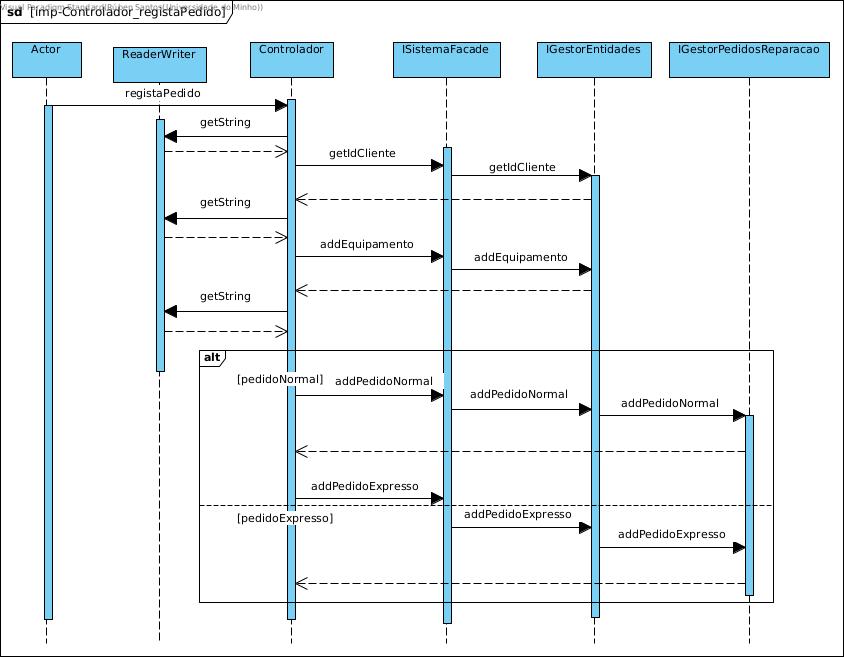 Visual Paradigm Standard(Rúben Santos(Universidade do Minho))
sd [Imp-Controlador_registaPedido]
Actor
ReaderWriter
Controlador
ISistemaFacade
IGestorEntidades
IGestorPedidosReparacao
registaPedido
getString
getIdCliente
getIdCliente
getString
addEquipamento
addEquipamento
getString
alt
[pedidoNormal]
addPedidoNormal
addPedidoNormal
addPedidoNormal
addPedidoExpresso
[pedidoExpresso]
addPedidoExpresso
addPedidoExpresso